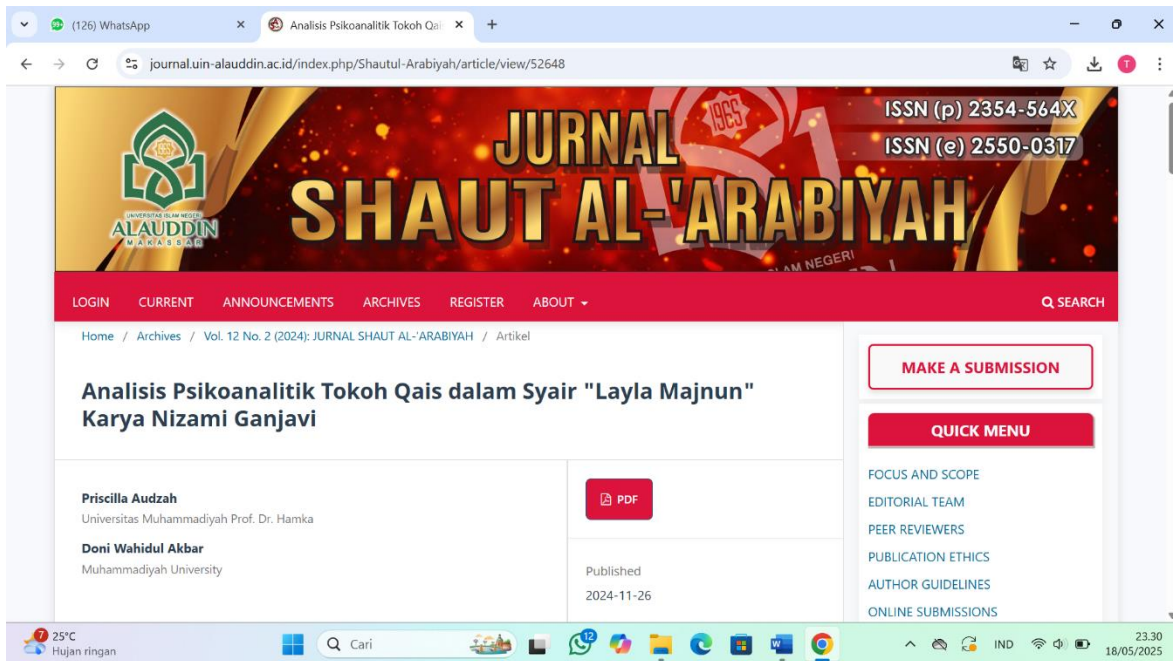 (126) WhatsApp
Analisis Psikoanalitik Tokoh Qai
journal.uin-alauddin.ac.id/index.php/Shautul-Arabiyah/article/view/52648
T
UNIVERSITAS ISLAM NEGERI
ALAUDDIN
MAKASSAR
JURNAL
SHAUT AL-'ARABIYAH
1965
ISLAM NEGERI
ISSN (p) 2354-564X
ISSN (e) 2550-0317
LOGIN CURRENT ANNOUNCEMENTS ARCHIVES REGISTER ABOUT SEARCH
Home / Archives / Vol. 12 No. 2 (2024): JURNAL SHAUT AL-'ARABIYAH / Artikel
Analisis Psikoanalitik Tokoh Qais dalam Syair "Layla Majnun"
Karya Nizami Ganjavi
Priscilla Audzah
Universitas Muhammadiyah Prof. Dr. Hamka
Doni Wahidul Akbar
Muhammadiyah University
PDF
Published
2024-11-26
MAKE A SUBMISSION
QUICK MENU
FOCUS AND SCOPE
EDITORIAL TEAM
PEER REVIEWERS
PUBLICATION ETHICS
AUTHOR GUIDELINES
ONLINE SUBMISSIONS
7
25°C
Hujan ringan
Cari
IND
23.30
18/05/2025